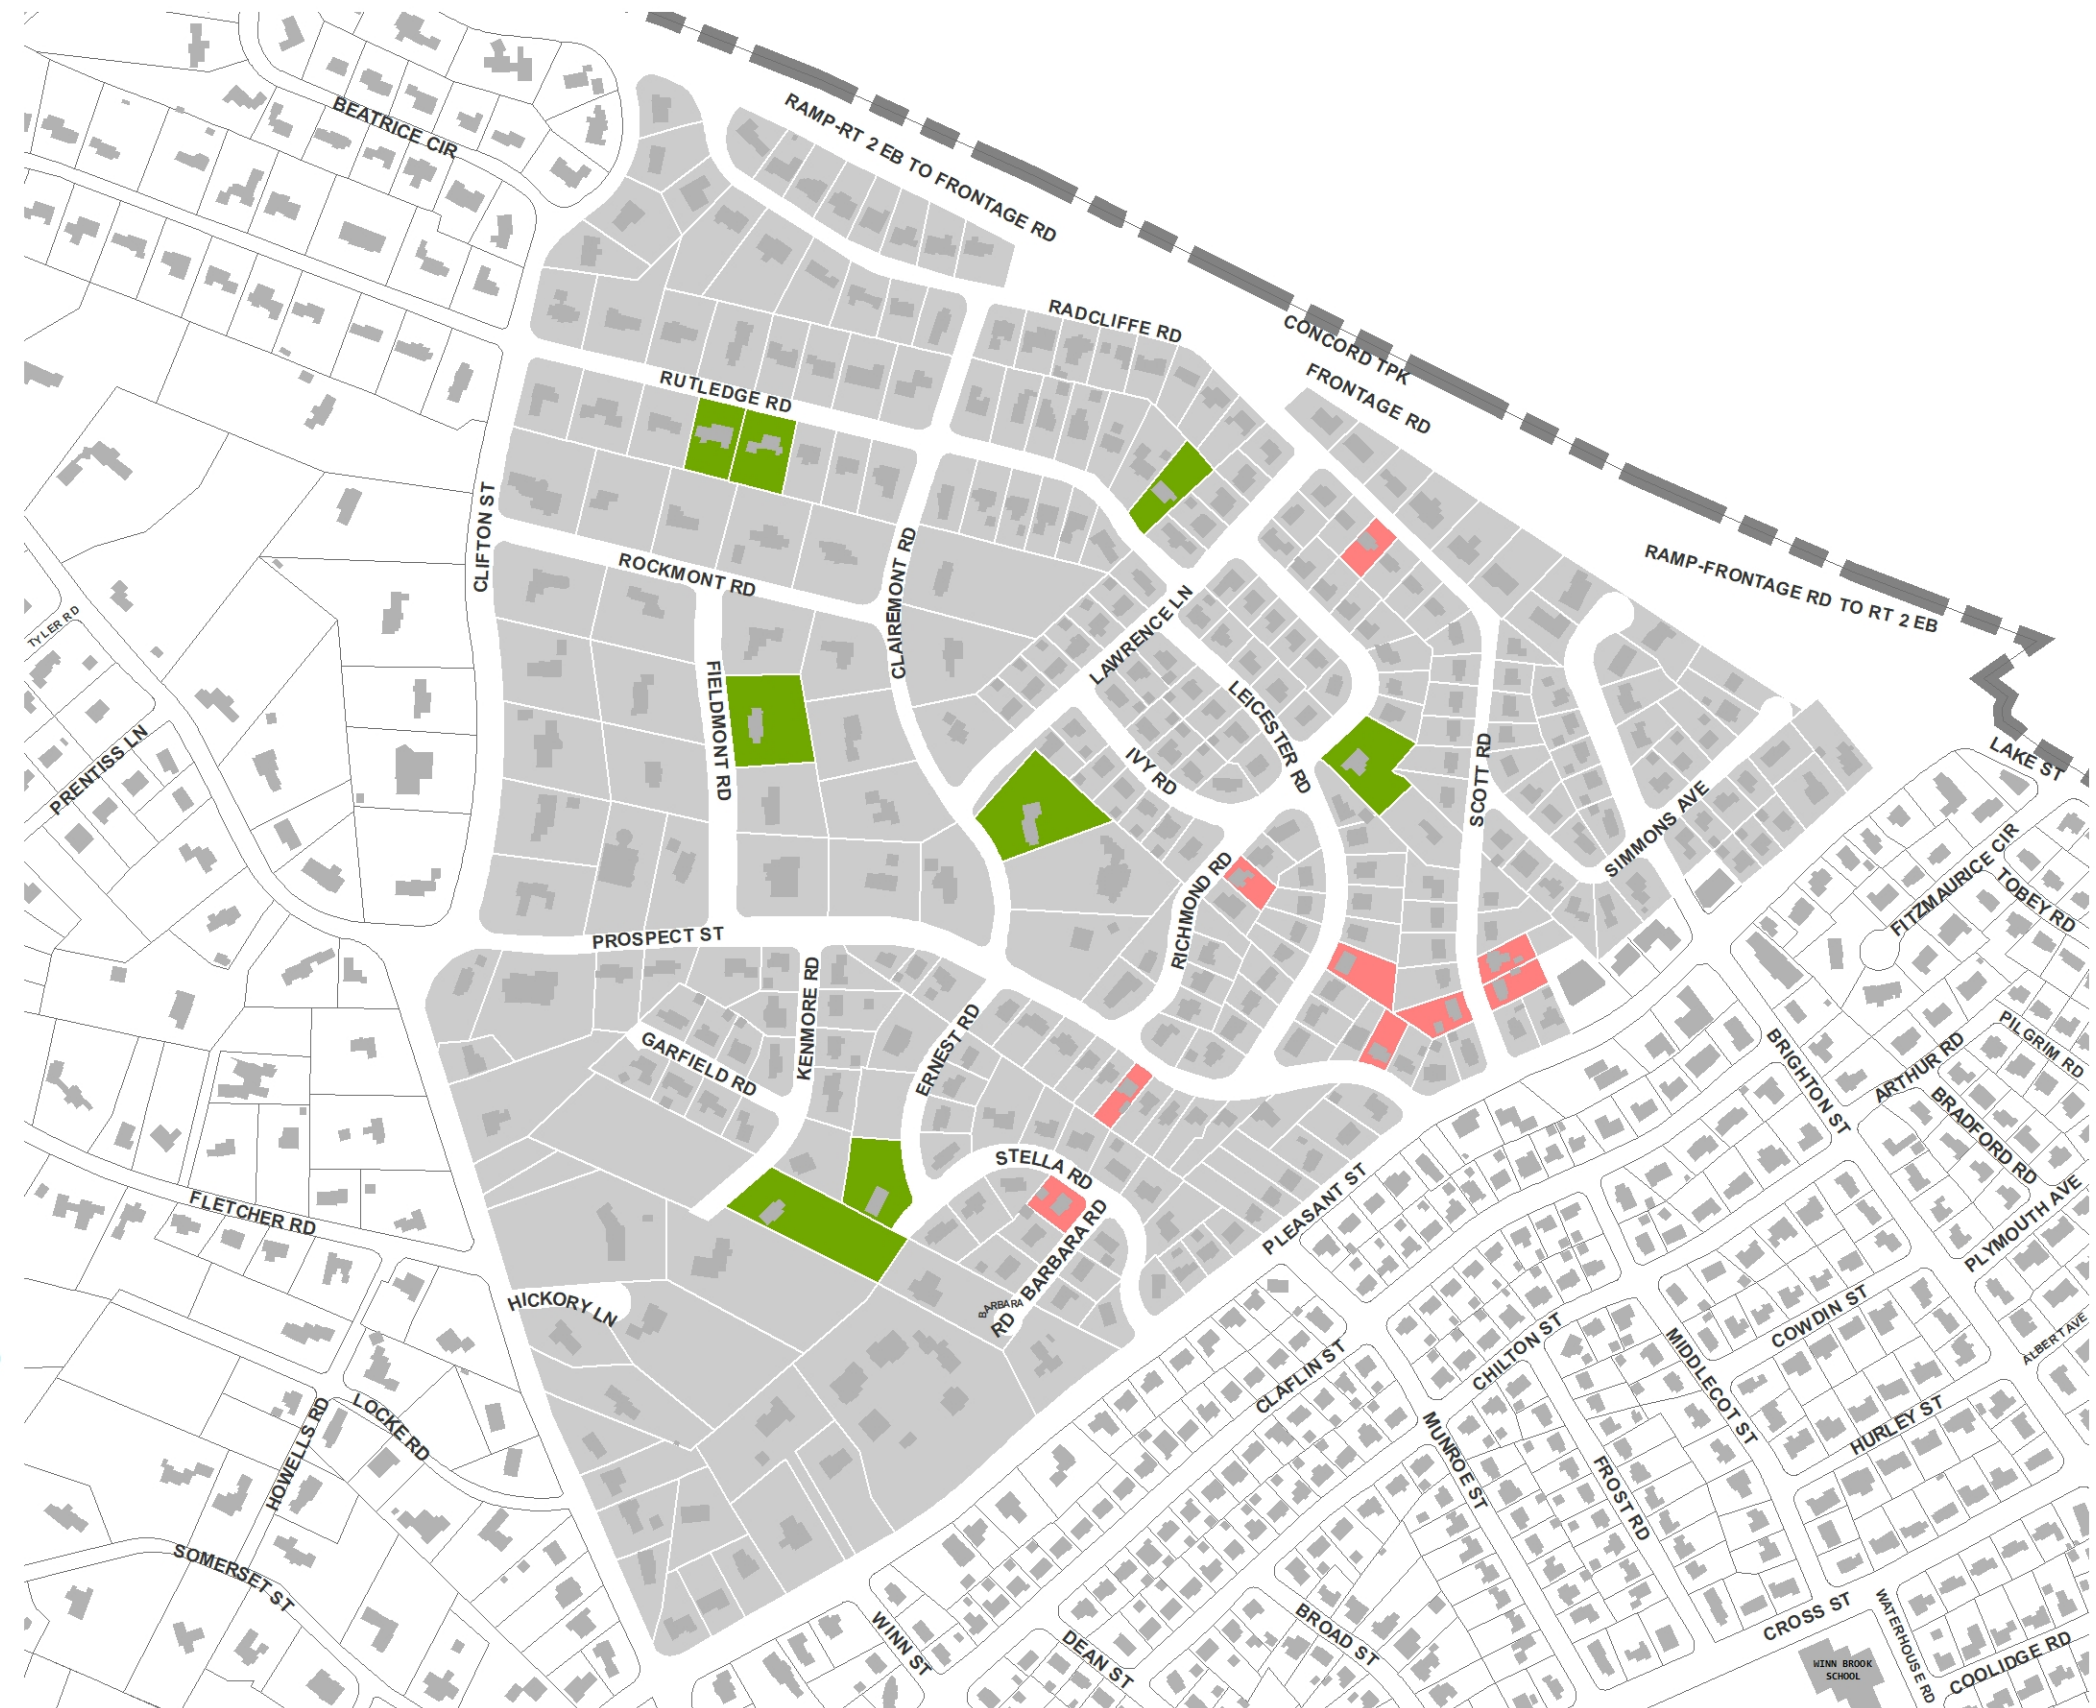 BEATRICE CIR
RAMP-RT 2 EB TO FRONTAGE RD
RADCLIFFE RD
CONCORD TPK
FRONTAGE RD
RUTLEDGE RD
CLIFTON ST
ROCKMONT RD
CLAIREMONT RD
RAMP-FRONTAGE RD TO RT 2 EB
TYLER RD
LAWRENCE LN
FIELDMONT RD
LEICESTER RD
IVY RD
SCOTT RD
PRENTISS LN
LAKE ST
SIMMONS AVE
FITZMAURICE CIR
TOBEY RD
RICHMOND RD
PROSPECT ST
KENMORE RD
ERNEST RD
GARFIELD RD
BRIGHTON ST
ARTHUR RD
PILGRIM RD
BRADFORD RD
STELLA RD
FLETCHER RD
BARBARA RD
PLEASANT ST
PLYMOUTH AVE
HICKORY LN
BARBARA
RD
CLAFLIN ST
CHILTON ST
MIDDLECOT ST
COWDIN ST
ALBERT AVE
LOCKE RD
HOWELLS RD
MUNROE ST
FROST RD
HURLEY ST
SOMERSET ST
WINN ST
DEAN ST
BROAD ST
CROSS ST
WATERHOUSE RD
COOLIDGE RD
WINN BROOK
SCHOOL